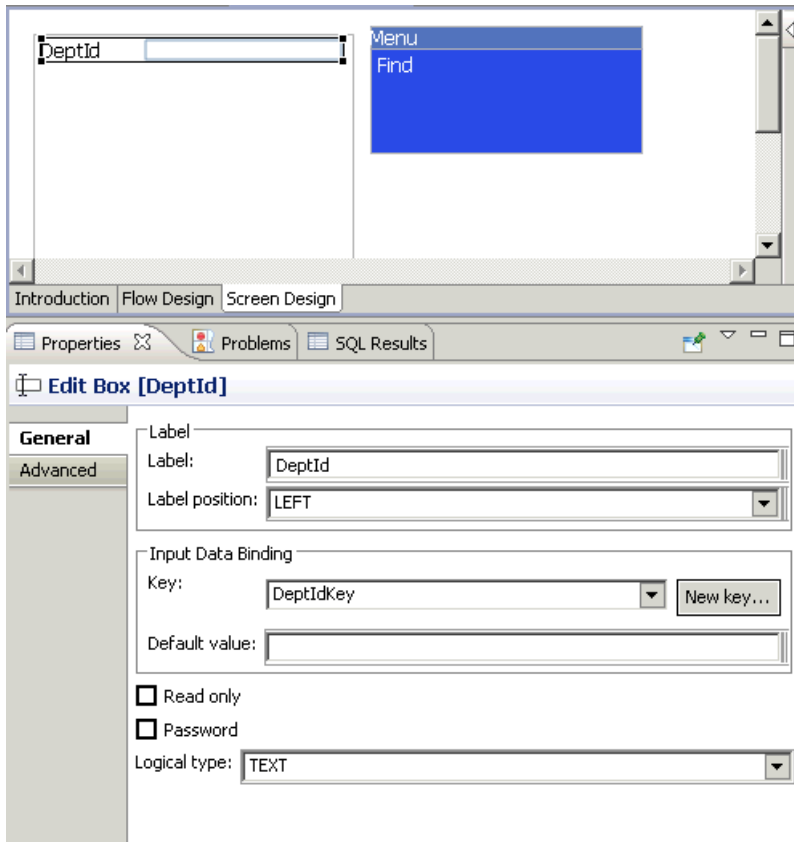 DeptId
Menu
Find
Introduction Flow Design Screen Design
Properties Problems SQL Results
Edit Box [DeptId]
General
Advanced
Label
Label: DeptId
Label position: LEFT
Input Data Binding
Key: DeptIdKey New key...
Default value:
Read only
Password
Logical type: TEXT